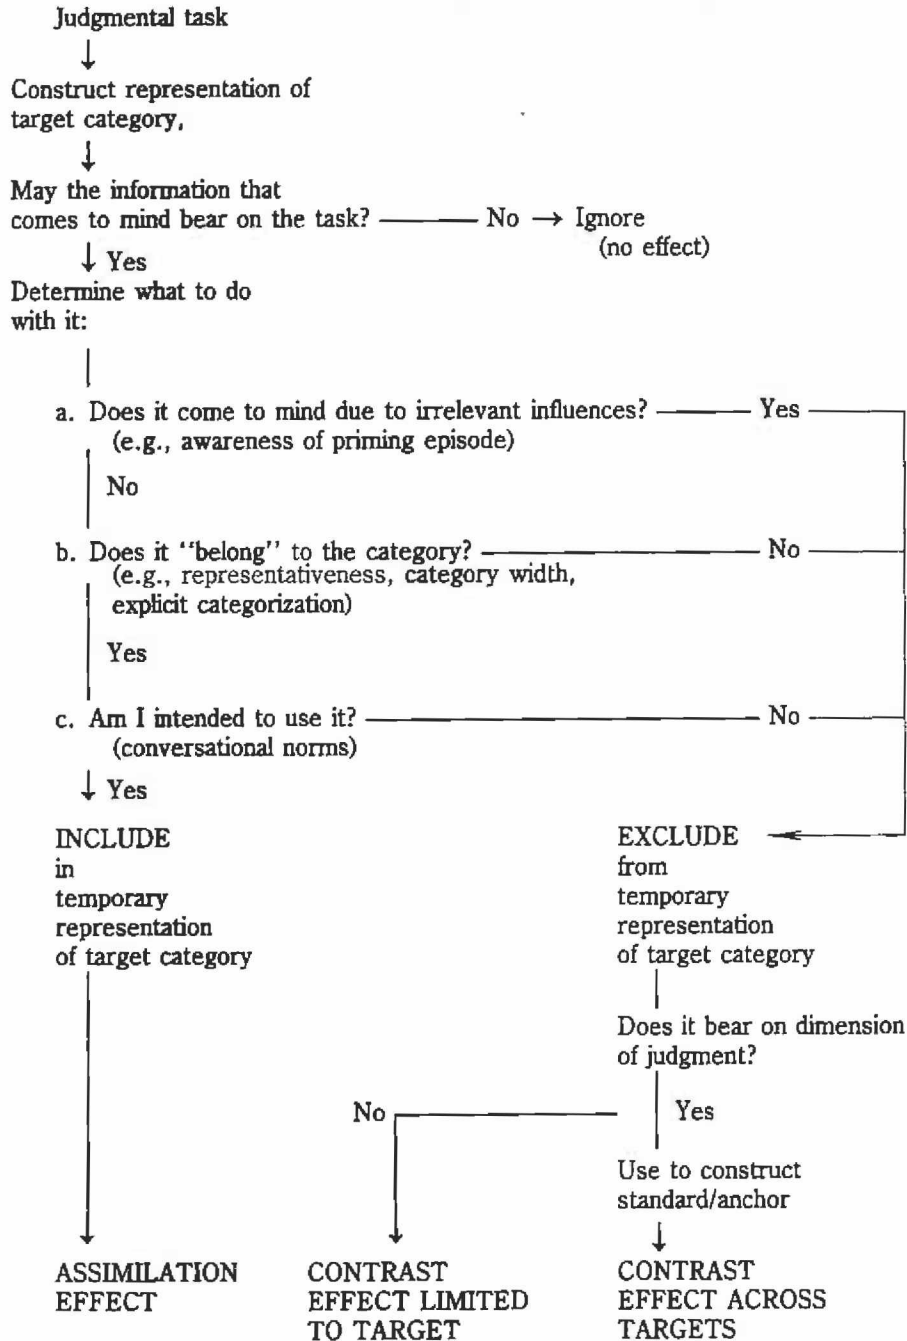 Judgmental task
Construct representation of
target category,
May the information that
comes to mind bear on the task? No → Ignore
(no effect)
Yes
Determine what to do
with it:
a. Does it come to mind due to irrelevant influences? Yes
(e.g., awareness of priming episode)
No
b. Does it "belong" to the category? No
(e.g., representativeness, category width,
explicit categorization)
Yes
c. Am I intended to use it? No
(conversational norms)
Yes
INCLUDE
in
temporary
representation
of target category
EXCLUDE
from
temporary
representation
of target category
Does it bear on dimension
of judgment?
No
Yes
Use to construct
standard/anchor
ASSIMILATION
EFFECT
CONTRAST
EFFECT LIMITED
TO TARGET
CONTRAST
EFFECT ACROSS
TARGETS